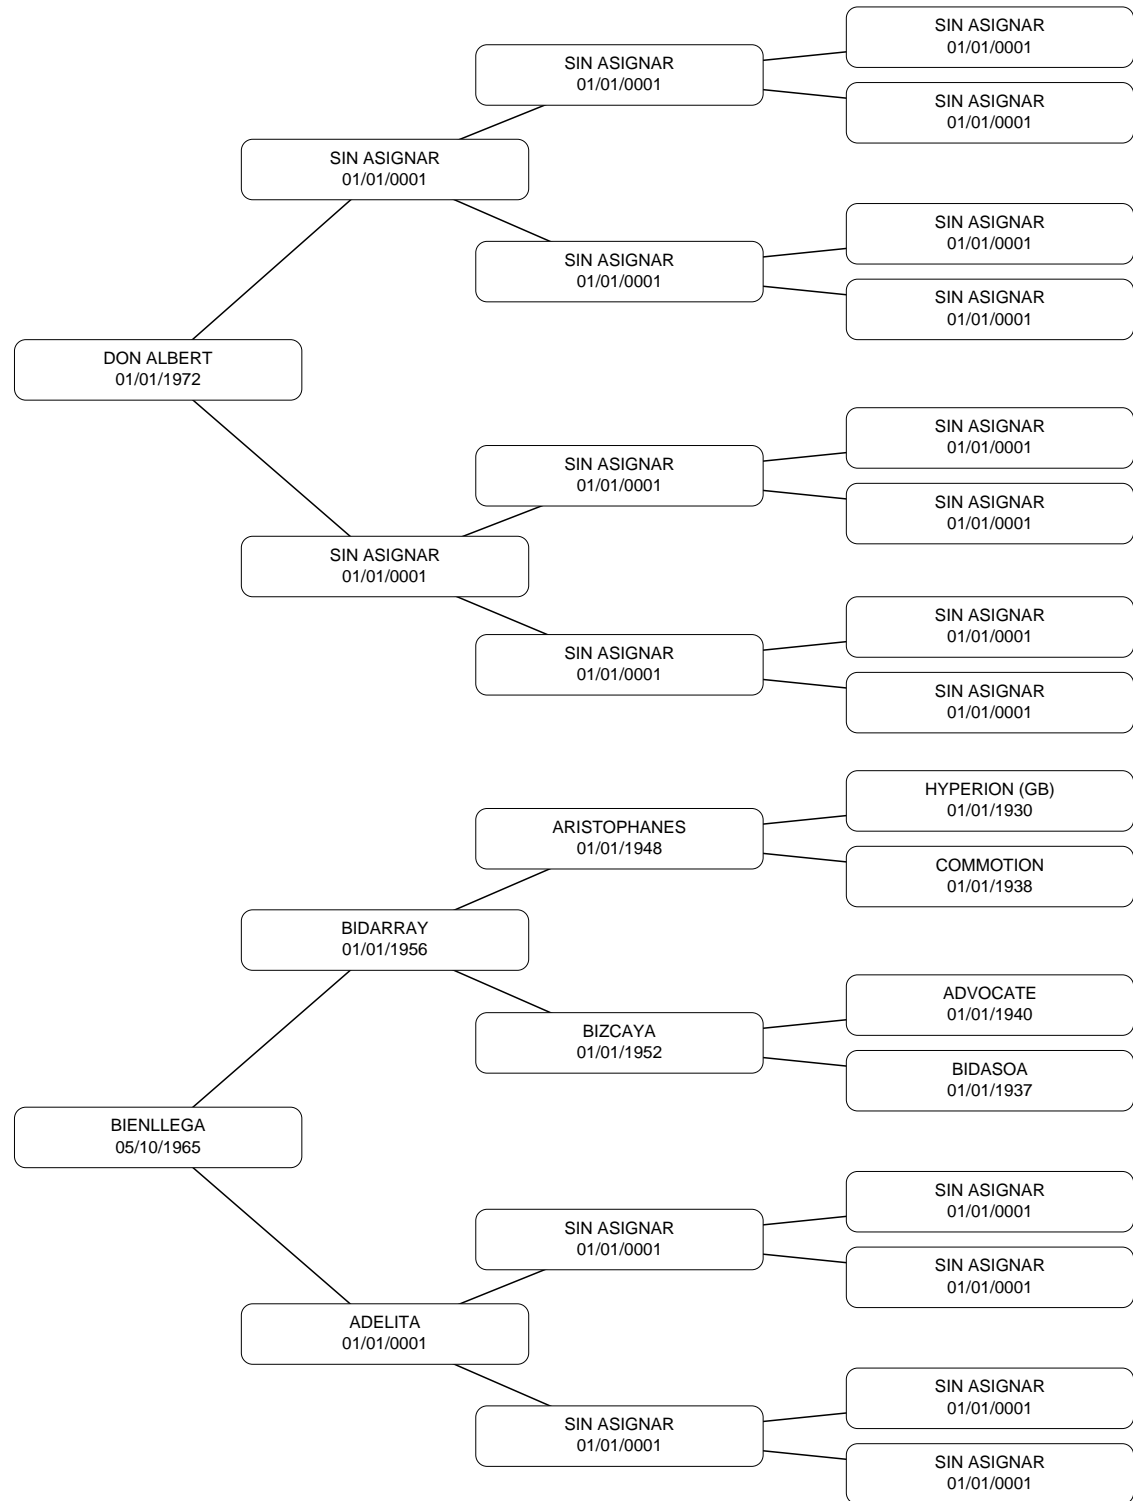 SIN ASIGNAR
01/01/0001
SIN ASIGNAR
01/01/0001
SIN ASIGNAR
01/01/0001
SIN ASIGNAR
01/01/0001
SIN ASIGNAR
01/01/0001
SIN ASIGNAR
01/01/0001
SIN ASIGNAR
01/01/0001
DON ALBERT
01/01/1972
SIN ASIGNAR
01/01/0001
SIN ASIGNAR
01/01/0001
SIN ASIGNAR
01/01/0001
SIN ASIGNAR
01/01/0001
SIN ASIGNAR
01/01/0001
SIN ASIGNAR
01/01/0001
SIN ASIGNAR
01/01/0001
HYPERION (GB)
01/01/1930
ARISTOPHANES
01/01/1948
COMMOTION
01/01/1938
BIDARRAY
01/01/1956
ADVOCATE
01/01/1940
BIZCAYA
01/01/1952
BIDASOA
01/01/1937
BIENLLEGA
05/10/1965
SIN ASIGNAR
01/01/0001
SIN ASIGNAR
01/01/0001
SIN ASIGNAR
01/01/0001
ADELITA
01/01/0001
SIN ASIGNAR
01/01/0001
SIN ASIGNAR
01/01/0001
SIN ASIGNAR
01/01/0001